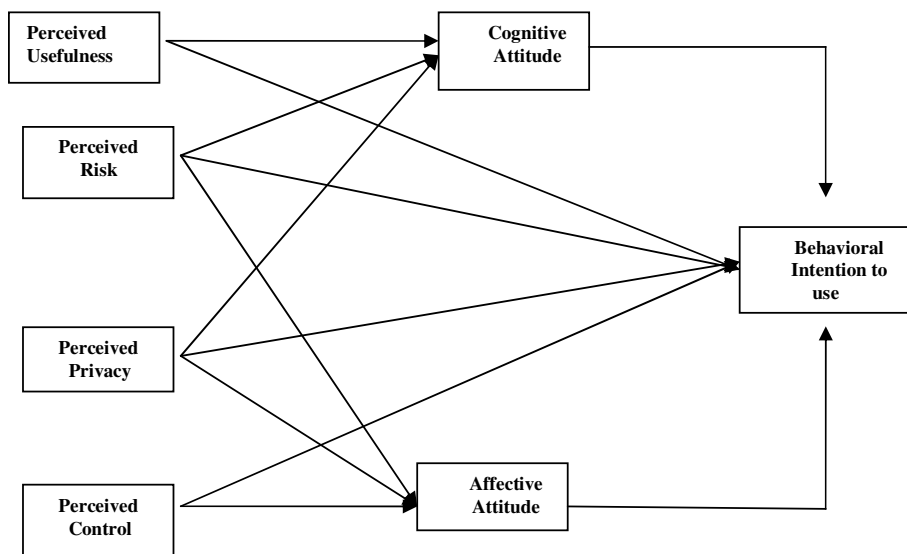 Perceived
Usefulness
Cognitive
Attitude
Perceived
Risk
Behavioral
Intention to
use
Perceived
Privacy
Affective
Attitude
Perceived
Control